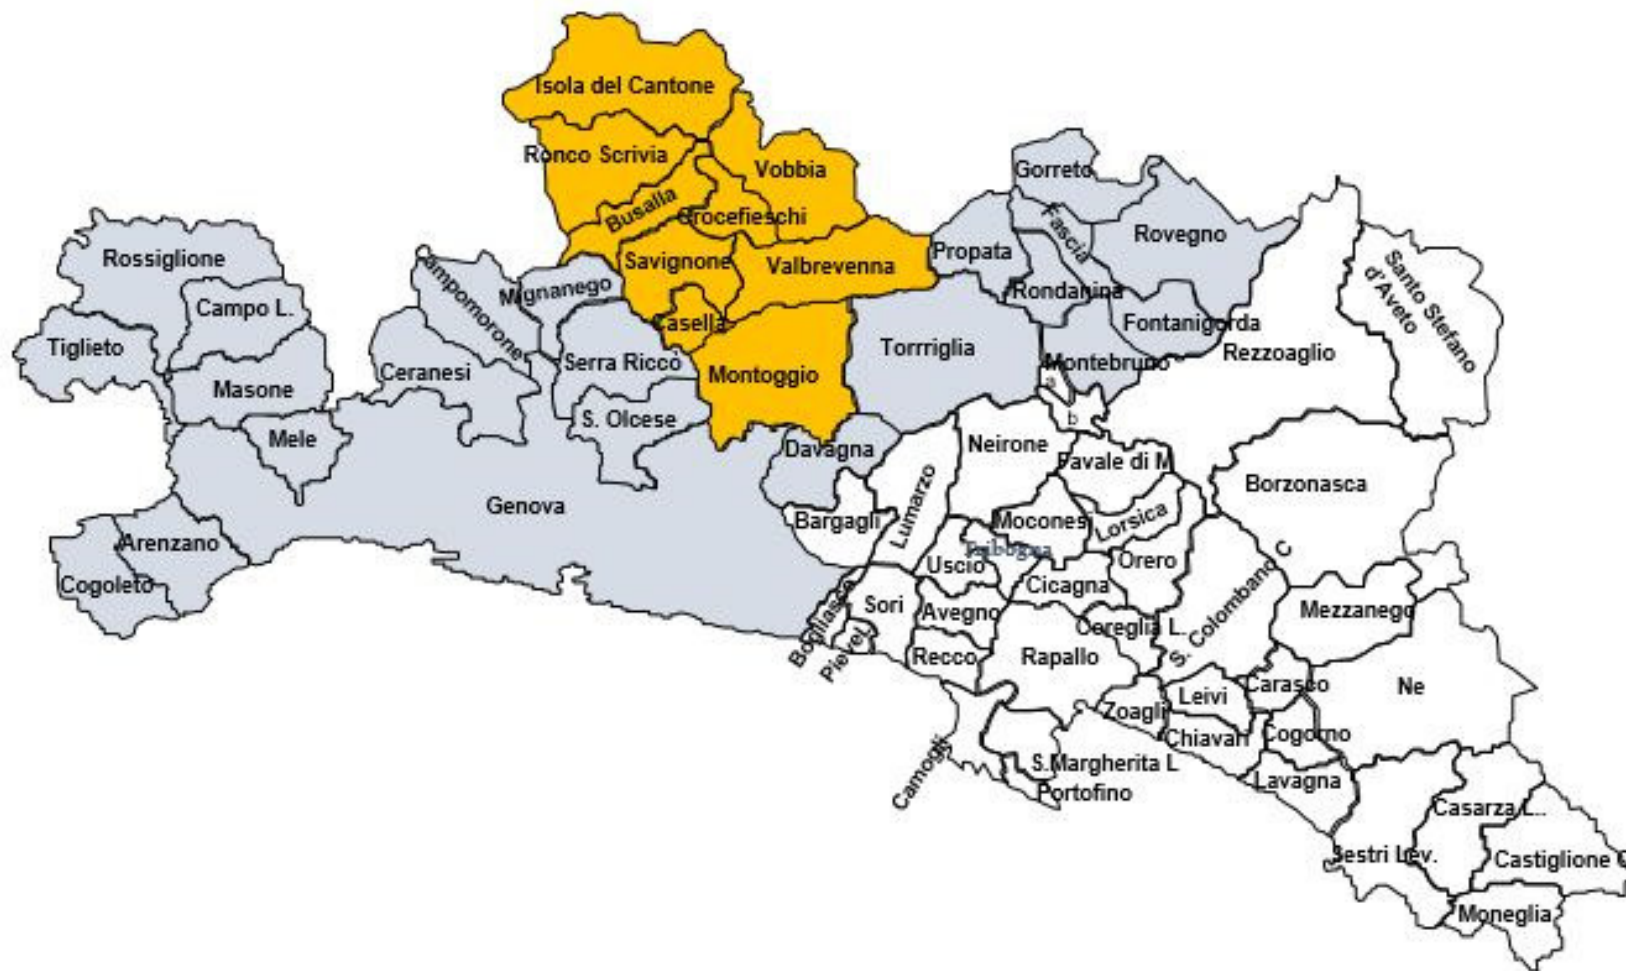 Isola del Cantone
Ronco Scrivia
Vobbia
Busalla
Crocefieschi
Gorreto
Fascia
Rovegno
Propata
Rossiglione
Campomorone
Mignanego
Savignone
Valbrevenna
Rondanina
Santo Stefano
d'Aveto
Campo L.
Tiglieto
Casella
Fontanigorda
Torrriglia
Rezzoaglio
Ceranesi
Serra Riccò
Montoggio
Montebruno
a
Masone
b
S. Olcese
Mele
Davagna
Neirone
Favale di M
Genova
Borzonasca
Bargagli
Lumarzo
Mocones
Lorsica
Arenzano
Tribogna
Uscio
Orero
Cogoleto
Cicagna
S. Colombano C
Mezzanego
Bogliasco
Sori
Avegno
Coreglia L.
Pieve L
Recco
Rapallo
Ne
Leivi
Carasco
Zoagli
Chiavari
Cogorno
Camogli
S.Margherita L
Lavagna
Portofino
Casarza L..
Sestri Lev.
Castiglione C
Moneglia